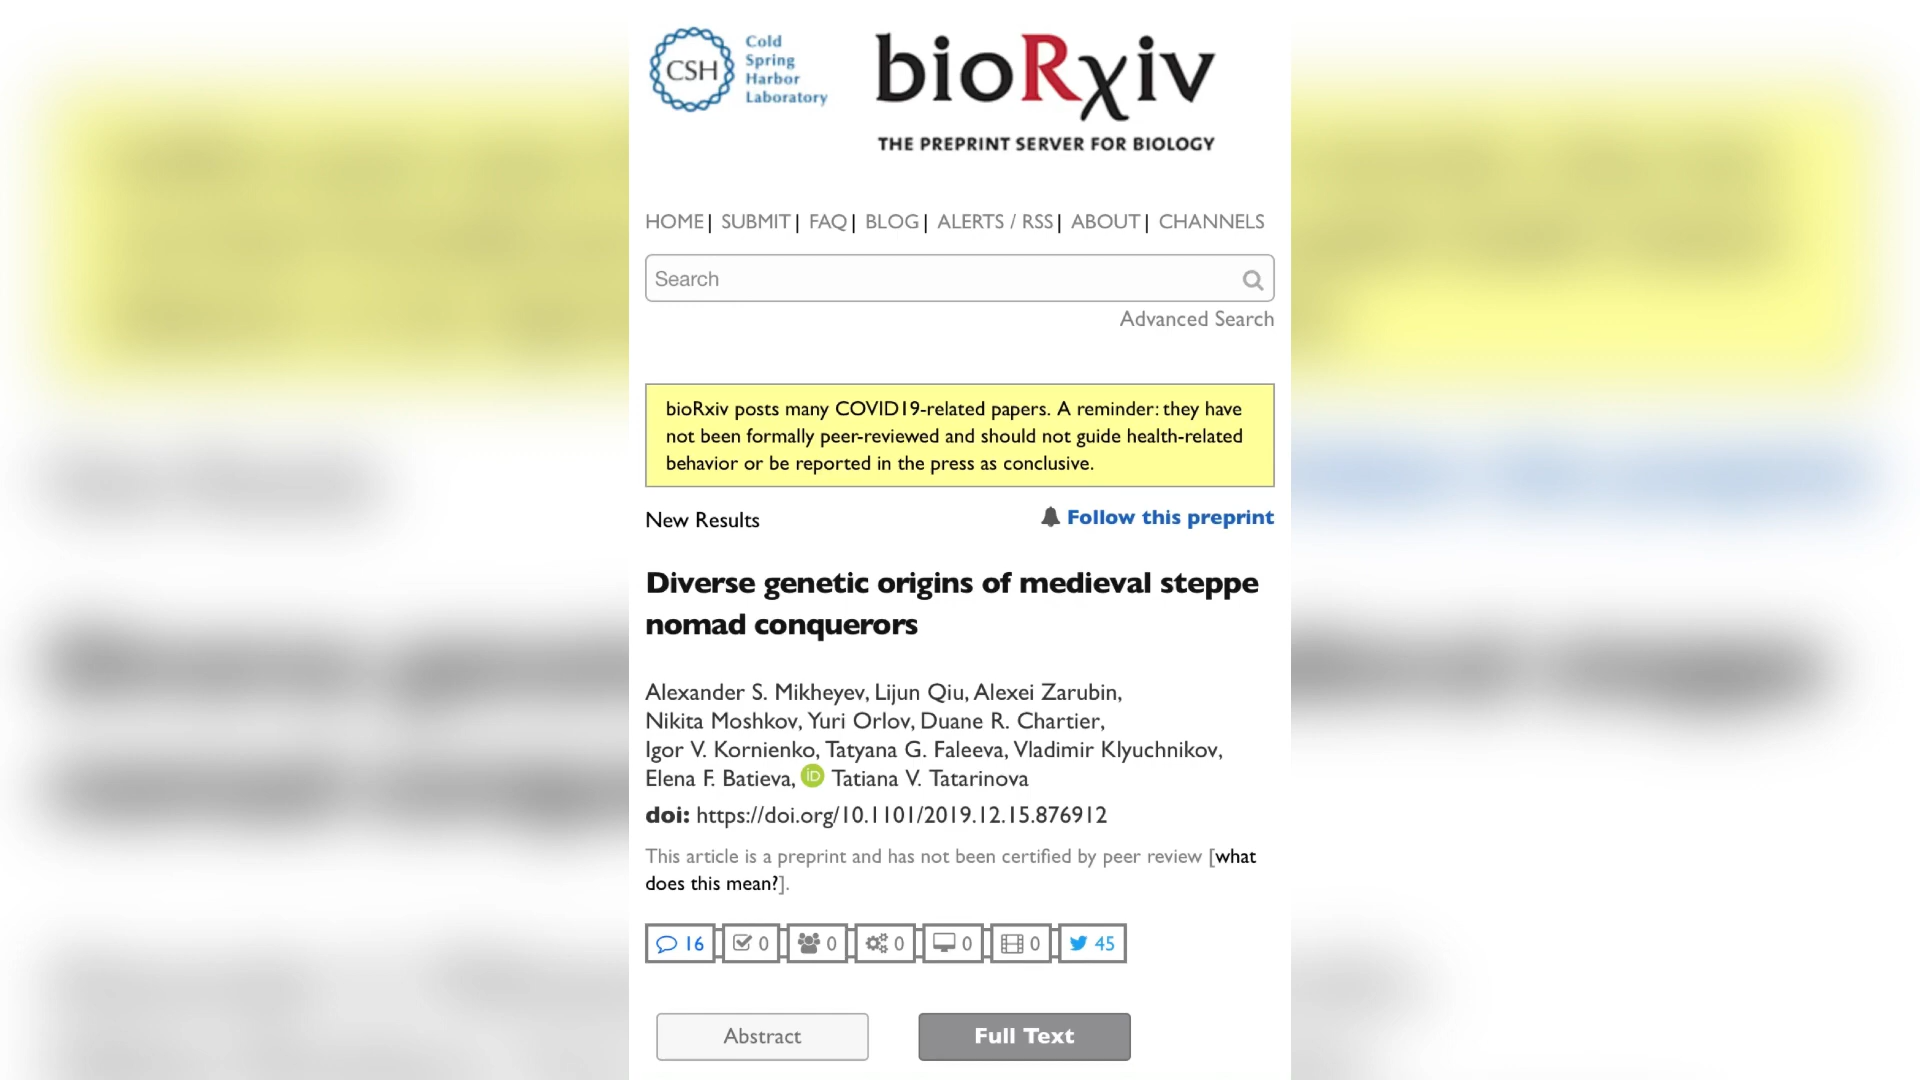 CSH
Cold
Spring
Harbor
Laboratory
bioRxiv
THE PREPRINT SERVER FOR BIOLOGY
HOME | SUBMIT | FAQ | BLOG | ALERTS / RSS | ABOUT | CHANNELS
Search
Advanced Search
bioRxiv posts many COVID19-related papers. A reminder: they have
not been formally peer-reviewed and should not guide health-related
behavior or be reported in the press as conclusive.
New Results
Follow this preprint
Diverse genetic origins of medieval steppe
nomad conquerors
Alexander S. Mikheyev, Lijun Qiu, Alexei Zarubin,
Nikita Moshkov, Yuri Orlov, Duane R. Chartier,
Igor V. Kornienko, Tatyana G. Faleeva, Vladimir Klyuchnikov,
Elena F. Batieva, iD Tatiana V. Tatarinova
doi: https://doi.org/10.1101/2019.12.15.876912
This article is a preprint and has not been certified by peer review [what
does this mean?].
16 0 0 0 0 0 45
Abstract
Full Text